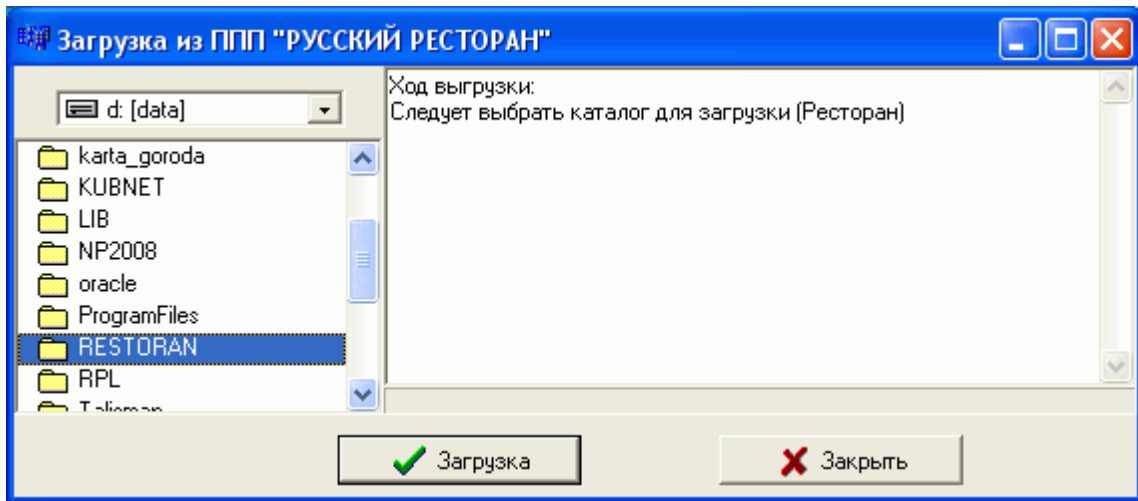 Загрузка из ППП "РУССКИЙ РЕСТОРАН"
d: [data]
karta_goroda
KUBNET
LIB
NP2008
oracle
ProgramFiles
RESTORAN
RPL
Ход выгрузки:
Следует выбрать каталог для загрузки (Ресторан)
Загрузка
Закрыть